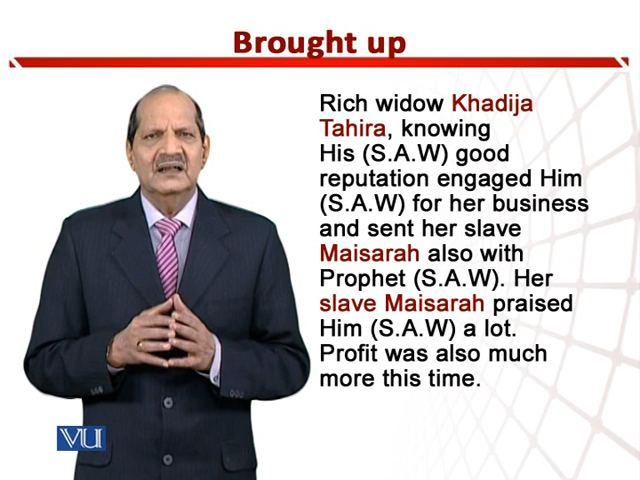 Brought up
Rich widow Khadija
Tahira, knowing
His (S.A.W) good
reputation engaged Him
(S.A.W) for her business
and sent her slave
Maisarah also with
Prophet (S.A.W). Her
slave Maisarah praised
Him (S.A.W) a lot.
Profit was also much
more this time.
VU